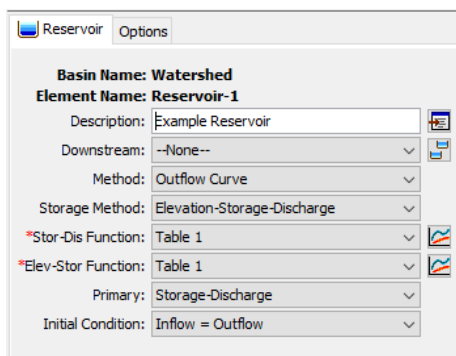 Reservoir Options
Basin Name: Watershed
Element Name: Reservoir-1
Description: Example Reservoir
Downstream: --None--
Method: Outflow Curve
Storage Method: Elevation-Storage-Discharge
*Stor-Dis Function: Table 1
*Elev-Stor Function: Table 1
Primary: Storage-Discharge
Initial Condition: Inflow = Outflow